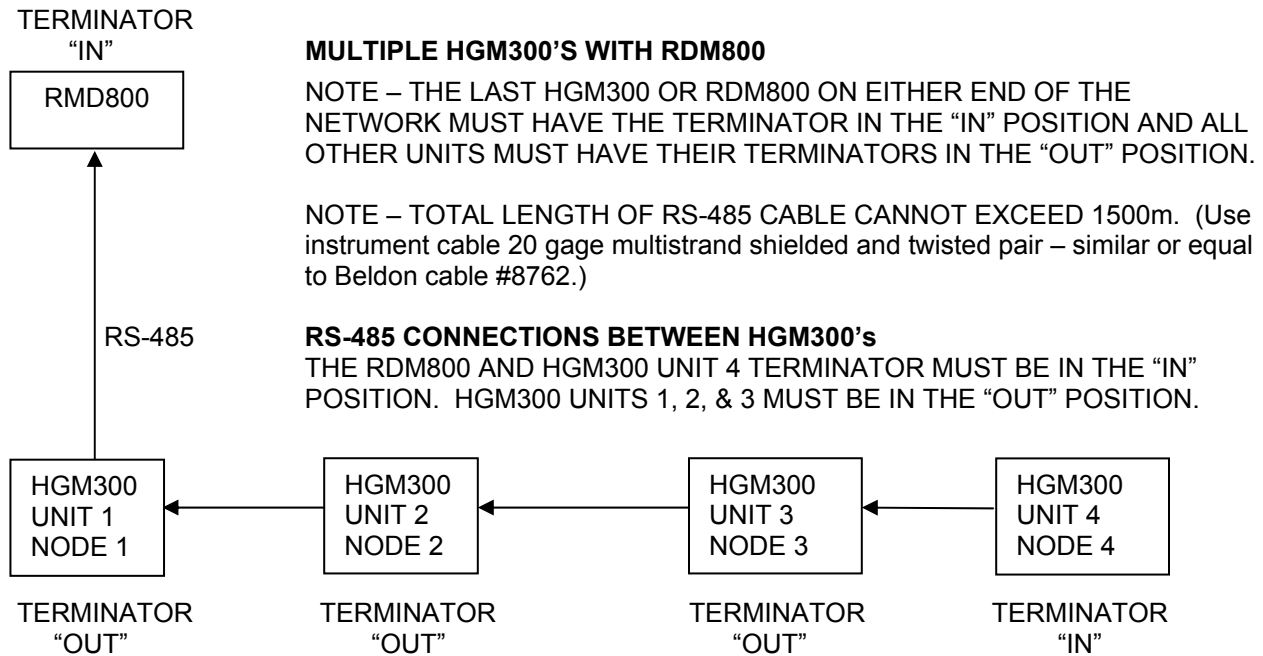 TERMINATOR
“IN”
RMD800
MULTIPLE HGM300’S WITH RDM800
NOTE – THE LAST HGM300 OR RDM800 ON EITHER END OF THE
NETWORK MUST HAVE THE TERMINATOR IN THE “IN” POSITION AND ALL
OTHER UNITS MUST HAVE THEIR TERMINATORS IN THE “OUT” POSITION.
NOTE – TOTAL LENGTH OF RS-485 CABLE CANNOT EXCEED 1500m.  (Use
instrument cable 20 gage multistrand shielded and twisted pair – similar or equal
to Beldon cable #8762.)
RS-485
RS-485 CONNECTIONS BETWEEN HGM300’s
THE RDM800 AND HGM300 UNIT 4 TERMINATOR MUST BE IN THE “IN”
POSITION.  HGM300 UNITS 1, 2, & 3 MUST BE IN THE “OUT” POSITION.
HGM300
UNIT 1
NODE 1
HGM300
UNIT 2
NODE 2
HGM300
UNIT 3
NODE 3
HGM300
UNIT 4
NODE 4
TERMINATOR
“OUT”
TERMINATOR
“OUT”
TERMINATOR
“OUT”
TERMINATOR
“IN”